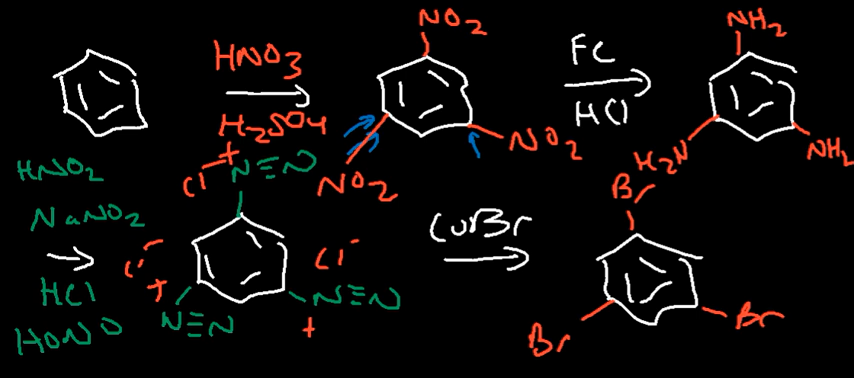 HNO3
H2SO4
NO2
NO2
NO2
Fe
HCl
NH2
H2N
NH2
HNO2
NaNO2
HCl
HONO
Cl- +
N≡N
Cl-
+
N≡N
Cl-
N≡N
+
CuBr
Br
Br
Br